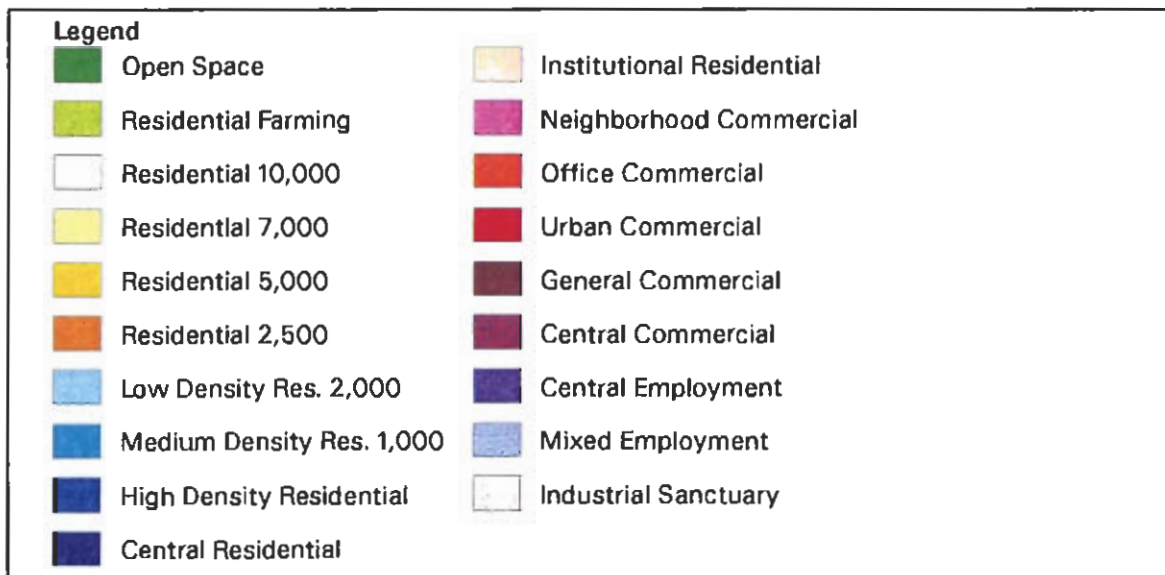 Legend
Open Space
Residential Farming
Residential 10,000
Residential 7,000
Residential 5,000
Residential 2,500
Low Density Res. 2,000
Medium Density Res. 1,000
High Density Residential
Central Residential
Institutional Residential
Neighborhood Commercial
Office Commercial
Urban Commercial
General Commercial
Central Commercial
Central Employment
Mixed Employment
Industrial Sanctuary